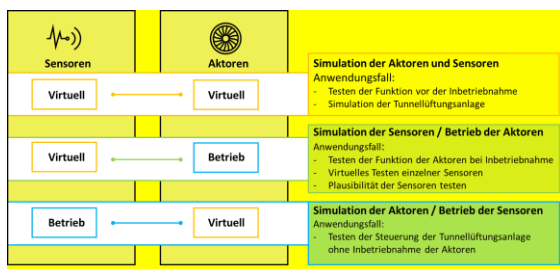 Sensoren
Aktoren
Virtuell
Virtuell
Simulation der Aktoren und Sensoren
Anwendungsfall:
- Testen der Funktion vor der Inbetriebnahme
- Simulation der Tunnellüftungsanlage
Virtuell
Betrieb
Simulation der Sensoren / Betrieb der Aktoren
Anwendungsfall:
- Testen der Funktion der Aktoren bei Inbetriebnahme
- Virtuelles Testen einzelner Sensoren
- Plausibilität der Sensoren testen
Betrieb
Virtuell
Simulation der Aktoren / Betrieb der Sensoren
Anwendungsfall:
- Testen der Steuerung der Tunnellüftungsanlage
ohne Inbetriebnahme der Aktoren